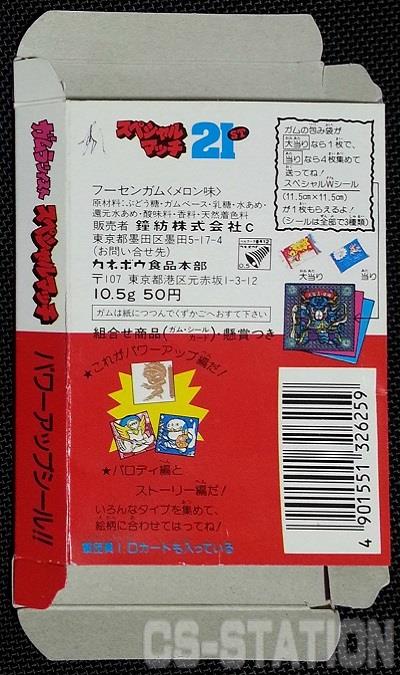 ガムラツイスト
スペシャルマッチ
パワーアップシール!!
スペシャル
マッチ
21ST
ガムの包み袋が
大当りなら1枚で、
当りなら4枚集めて
送ってね!
スペシャルWシール
(11.5cm×11.5cm)
が1枚もらえるよ!
(シールは全部で3種類)
大当り
当り
フーセンガム〈メロン味〉
原材料:ぶどう糖・ガムベース・乳糖・水あめ・
還元水あめ・酸味料・香料・天然着色料
販売者 鐘紡株式会社C
東京都墨田区墨田5-17-4
(お問い合せ先)
カネボウ食品本部
〒107 東京都港区元赤坂1-3-12
10.5g 50円
ガムは紙につつんでくずかごへおすて下さい
組合せ商品(ガム・シール カード)・懸賞つき
★これがパワーアップ編だ!
★パロディ編と
ストーリー編だ!
いろんなタイプを集めて、
絵柄に合わせてはってね!
I.Dカードも入っている
4 901551 326259
CS-STATION